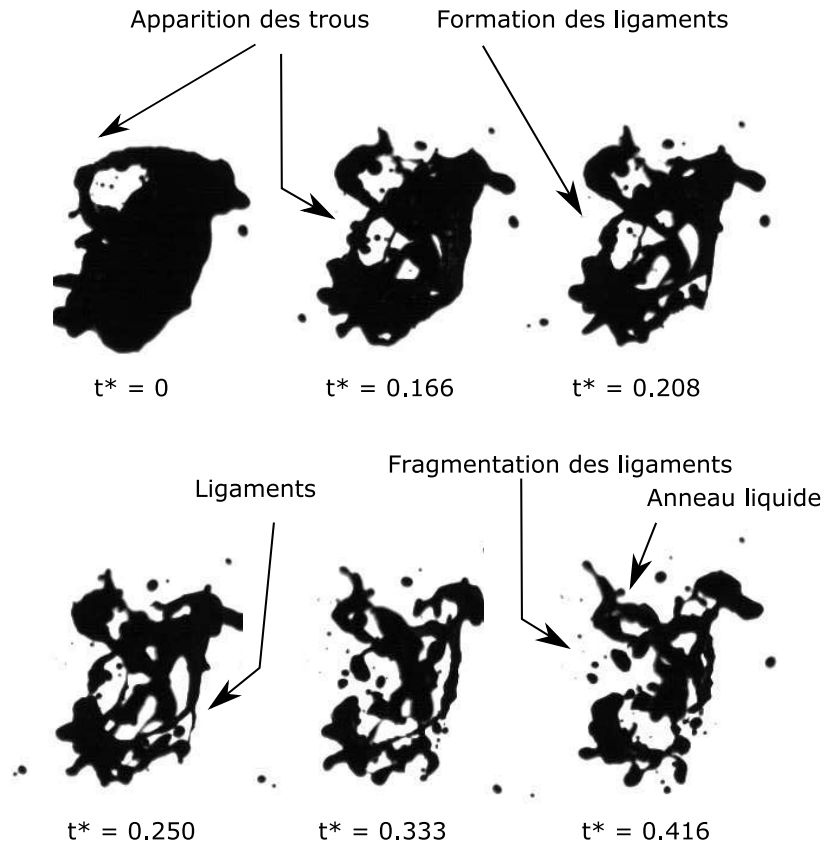 Apparition des trous
Formation des ligaments
t* = 0
t* = 0.166
t* = 0.208
Fragmentation des ligaments
Ligaments
Anneau liquide
t* = 0.250
t* = 0.333
t* = 0.416